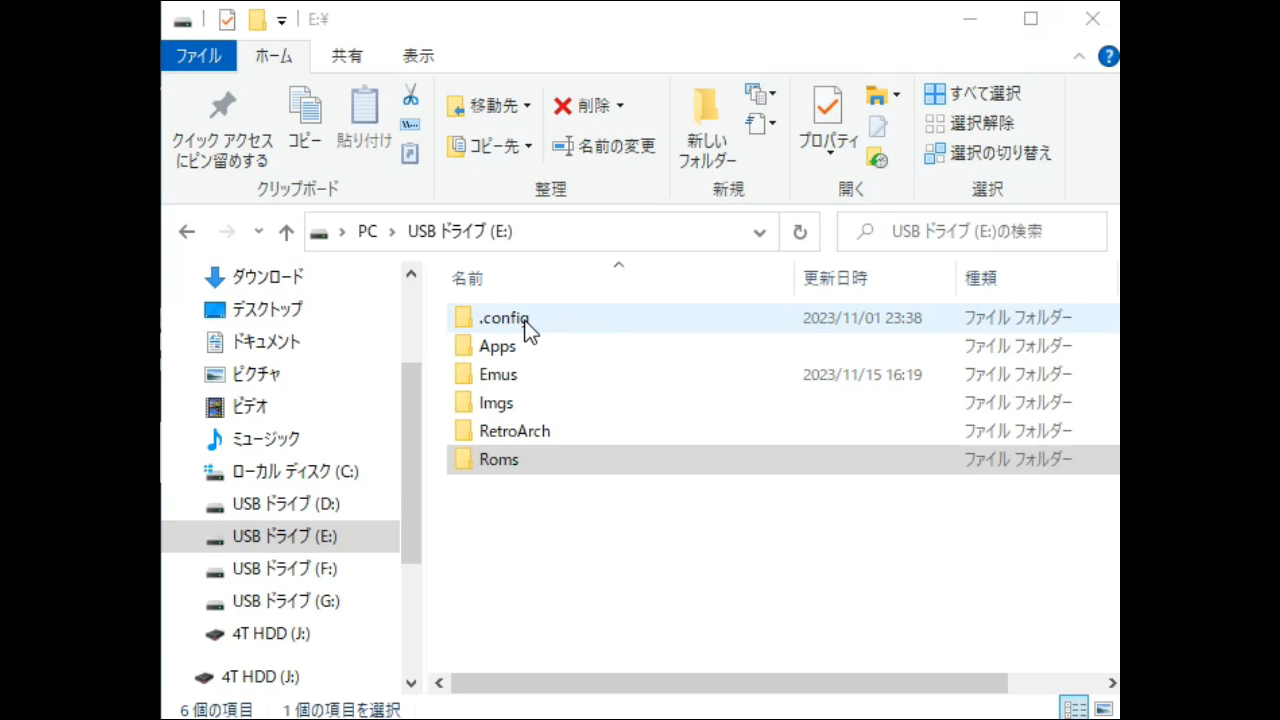 E:¥
ファイル ホーム 共有 表示
クイック アクセス
にピン留めする
コピー
貼り付け
移動先
コピー先
削除
名前の変更
新しい
フォルダー
プロパティ
すべて選択
選択解除
選択の切り替え
クリップボード 整理 新規 開く 選択
PC USB ドライブ (E:)
USB ドライブ (E:)の検索
ダウンロード
デスクトップ
ドキュメント
ピクチャ
ビデオ
ミュージック
ローカル ディスク (C:)
USB ドライブ (D:)
USB ドライブ (E:)
USB ドライブ (F:)
USB ドライブ (G:)
4T HDD (J:)
4T HDD (J:)
名前 更新日時 種類
.config 2023/11/01 23:38 ファイル フォルダー
Apps ファイル フォルダー
Emus 2023/11/15 16:19 ファイル フォルダー
Imgs ファイル フォルダー
RetroArch ファイル フォルダー
Roms ファイル フォルダー
6 個の項目 1 個の項目を選択